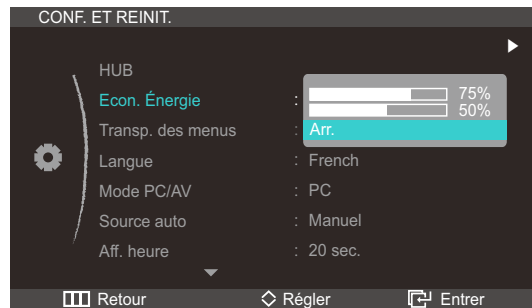 CONF. ET REINIT.
HUB
Econ. Énergie :
75%
50%
Transp. des menus : Arr.
Langue : French
Mode PC/AV : PC
Source auto : Manuel
Aff. heure : 20 sec.
Retour Régler Entrer